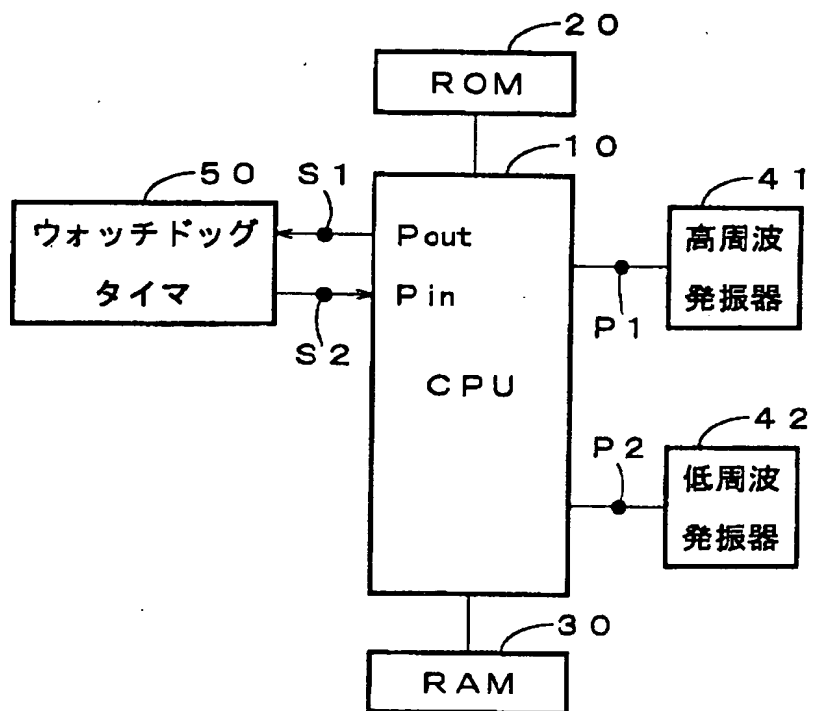 20
ROM
10
50
S1
41
ウォッチドッグ
タイマ
Pout
Pin
高周波
発振器
S2
P1
CPU
42
P2
低周波
発振器
30
RAM